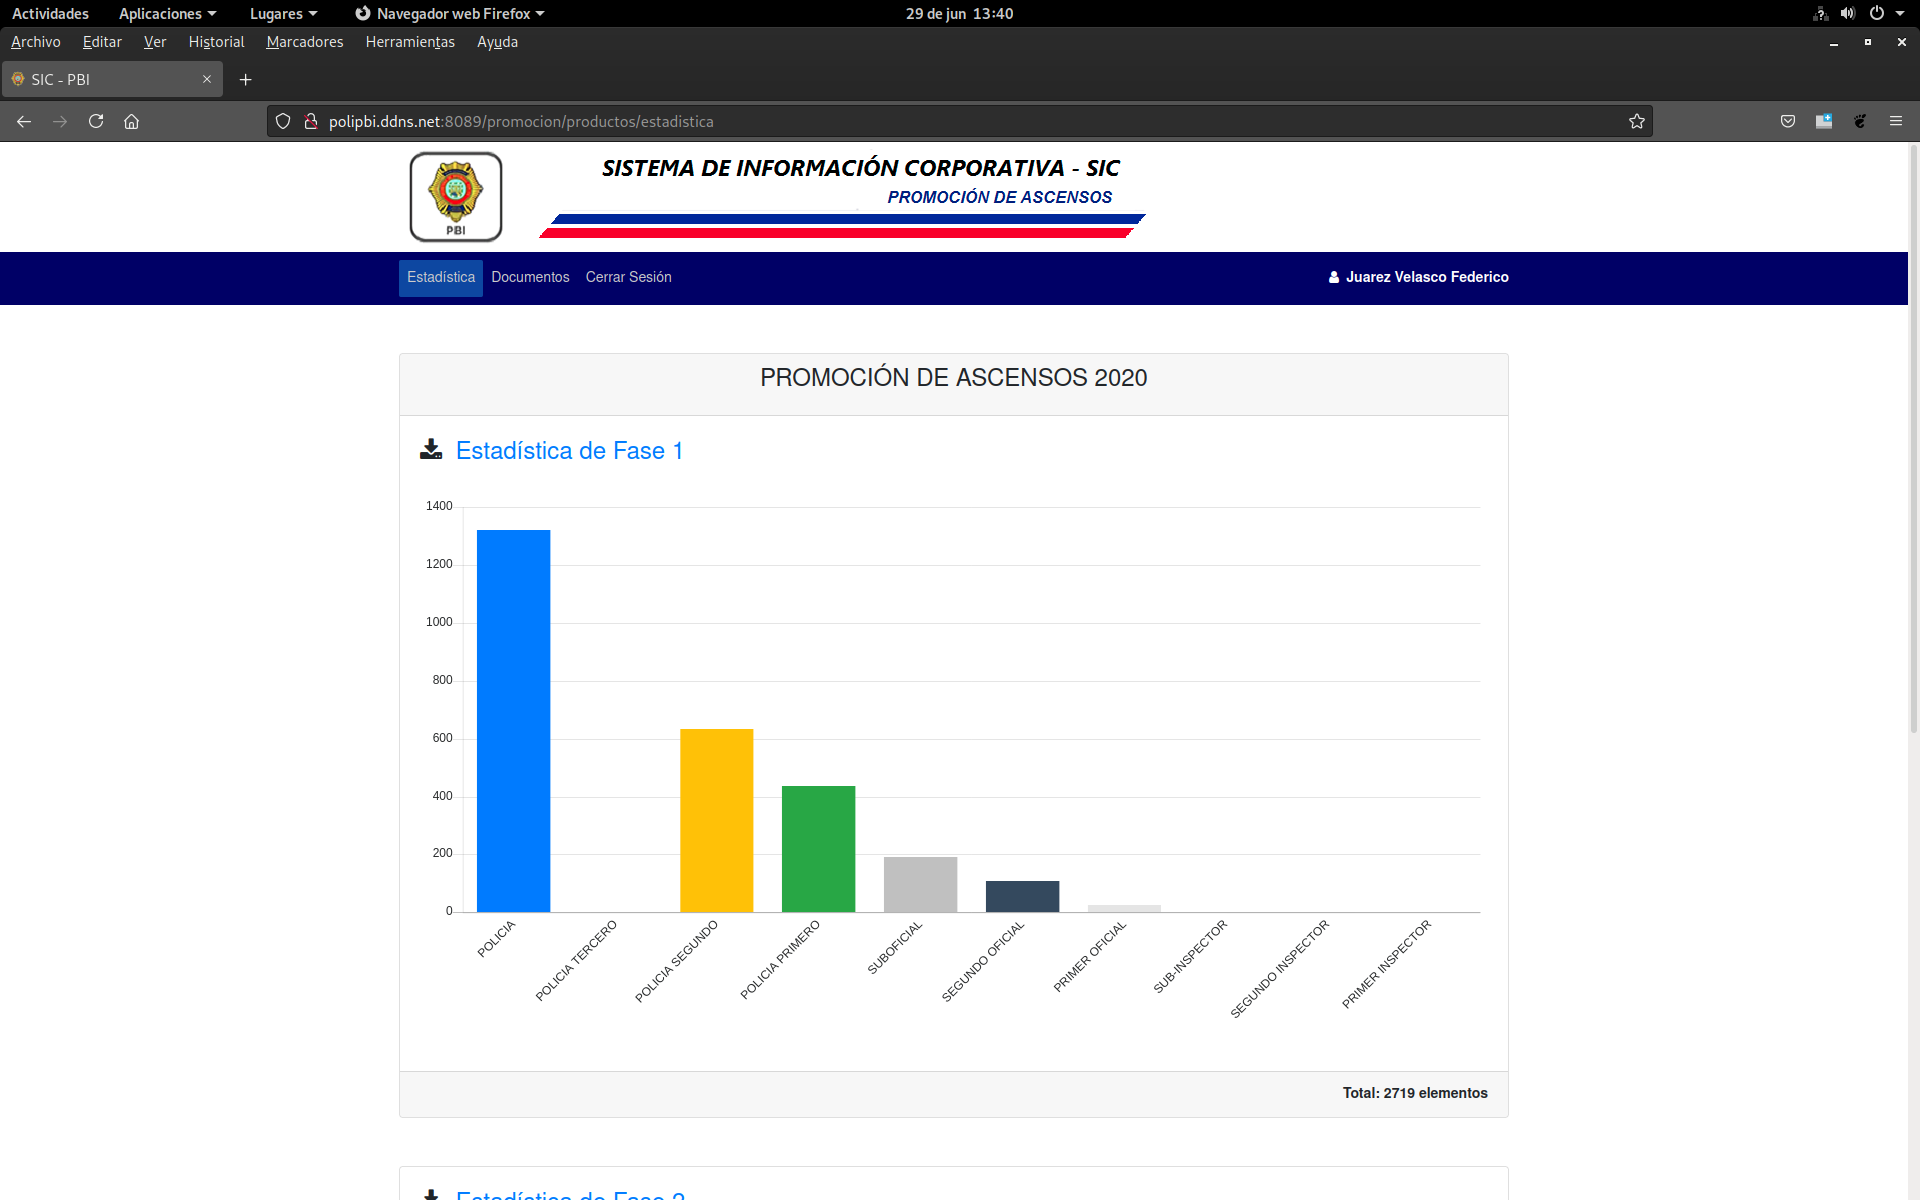 Actividades Aplicaciones Lugares Navegador web Firefox 29 de jun 13:40
Archivo Editar Ver Historial Marcadores Herramientas Ayuda
SIC - PBI
polipbi.ddns.net:8089/promocion/productos/estadistica
SISTEMA DE INFORMACIÓN CORPORATIVA - SIC
PROMOCIÓN DE ASCENSOS
PBI
Estadística Documentos Cerrar Sesión Juarez Velasco Federico
PROMOCIÓN DE ASCENSOS 2020
Estadística de Fase 1
1400
1200
1000
800
600
400
200
0
POLICIA
POLICIA TERCERO
POLICIA SEGUNDO
POLICIA PRIMERO
SUBOFICIAL
SEGUNDO OFICIAL
PRIMER OFICIAL
SUB-INSPECTOR
SEGUNDO INSPECTOR
PRIMER INSPECTOR
Total: 2719 elementos
Estadística de Fase 2